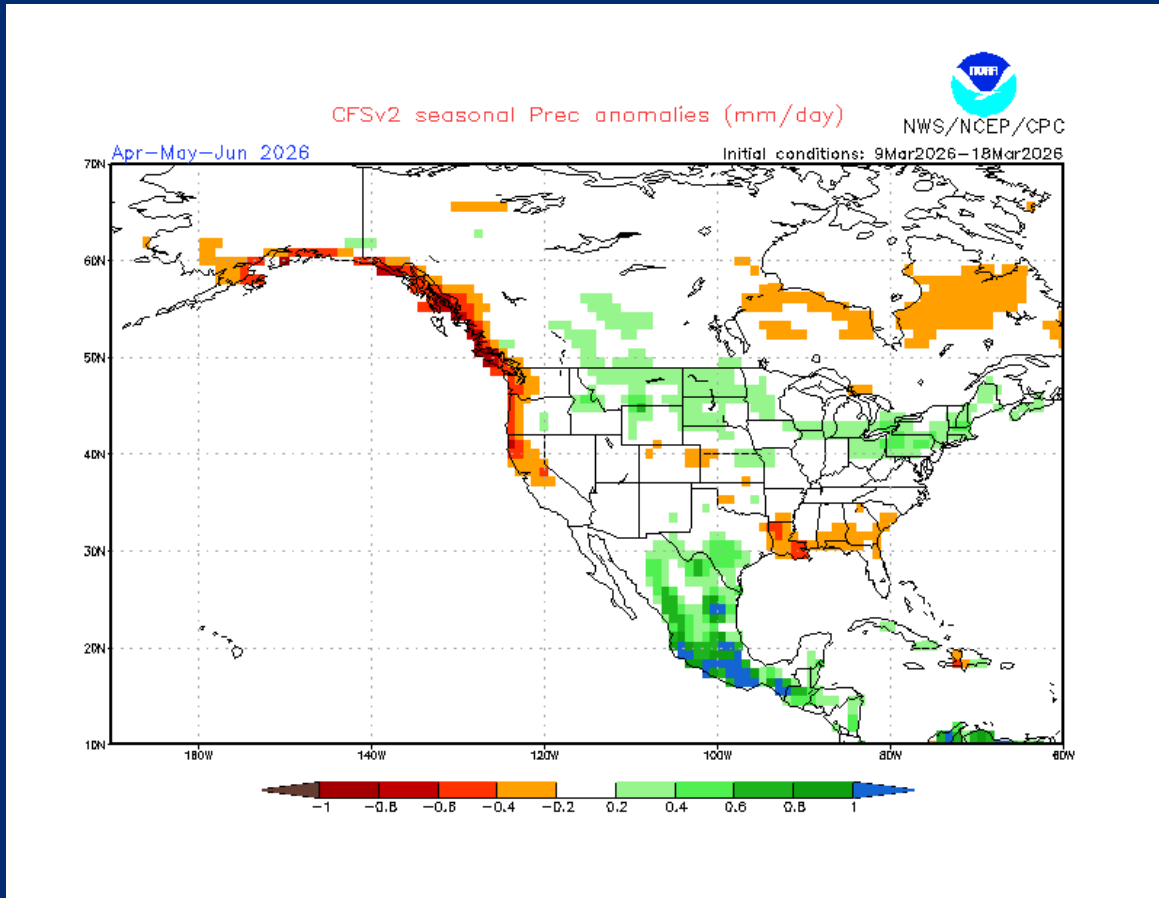 NOAA
CFSv2 seasonal Prec anomalies (mm/day)
NWS/NCEP/CPC
Apr-May-Jun 2026
Initial conditions: 9Mar2026-18Mar2026
70N
60N
50N
40N
30N
20N
10N
160W
140W
120W
100W
80W
60W
-1 -0.8 -0.6 -0.4 -0.2 0.2 0.4 0.6 0.8 1